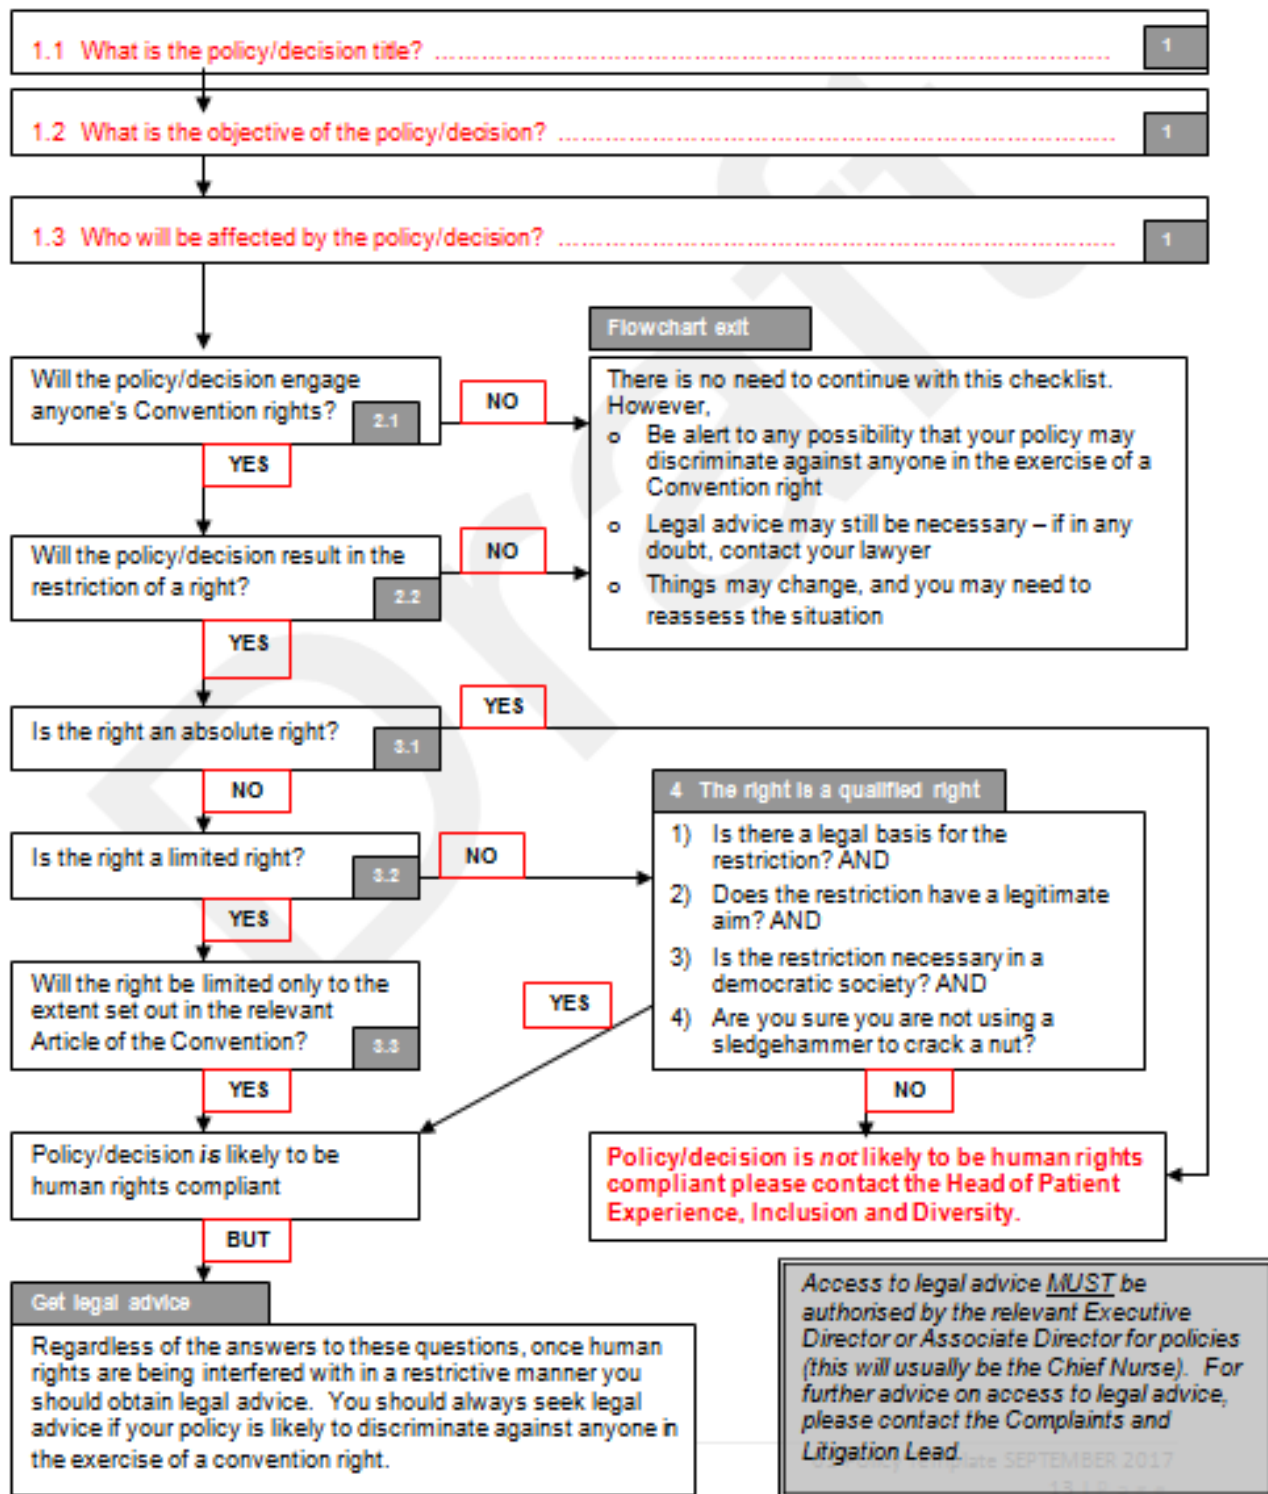 1.1 What is the policy/decision title? ……………………………………………………………………………..
1
1.2 What is the objective of the policy/decision? ………………………………………………………………..
1
1.3 Who will be affected by the policy/decision? ………………………………………………………………..
1
Flowchart exit
Will the policy/decision engage
anyone's Convention rights?
2.1
NO
YES
There is no need to continue with this checklist.
However,
o Be alert to any possibility that your policy may
discriminate against anyone in the exercise of a
Convention right
o Legal advice may still be necessary – if in any
doubt, contact your lawyer
o Things may change, and you may need to
reassess the situation
Will the policy/decision result in the
restriction of a right?
2.2
NO
YES
Is the right an absolute right?
3.1
YES
NO
Is the right a limited right?
3.2
NO
YES
4 The right is a qualified right
1) Is there a legal basis for the
restriction? AND
2) Does the restriction have a legitimate
aim? AND
3) Is the restriction necessary in a
democratic society? AND
4) Are you sure you are not using a
sledgehammer to crack a nut?
YES
NO
Will the right be limited only to the
extent set out in the relevant
Article of the Convention?
3.3
YES
Policy/decision is likely to be
human rights compliant
BUT
Policy/decision is not likely to be human rights
compliant please contact the Head of Patient
Experience, Inclusion and Diversity.
Get legal advice
Regardless of the answers to these questions, once human
rights are being interfered with in a restrictive manner you
should obtain legal advice. You should always seek legal
advice if your policy is likely to discriminate against anyone in
the exercise of a convention right.
Access to legal advice MUST be
authorised by the relevant Executive
Director or Associate Director for policies
(this will usually be the Chief Nurse). For
further advice on access to legal advice,
please contact the Complaints and
Litigation Lead.
SEPTEMBER 2017
Draft